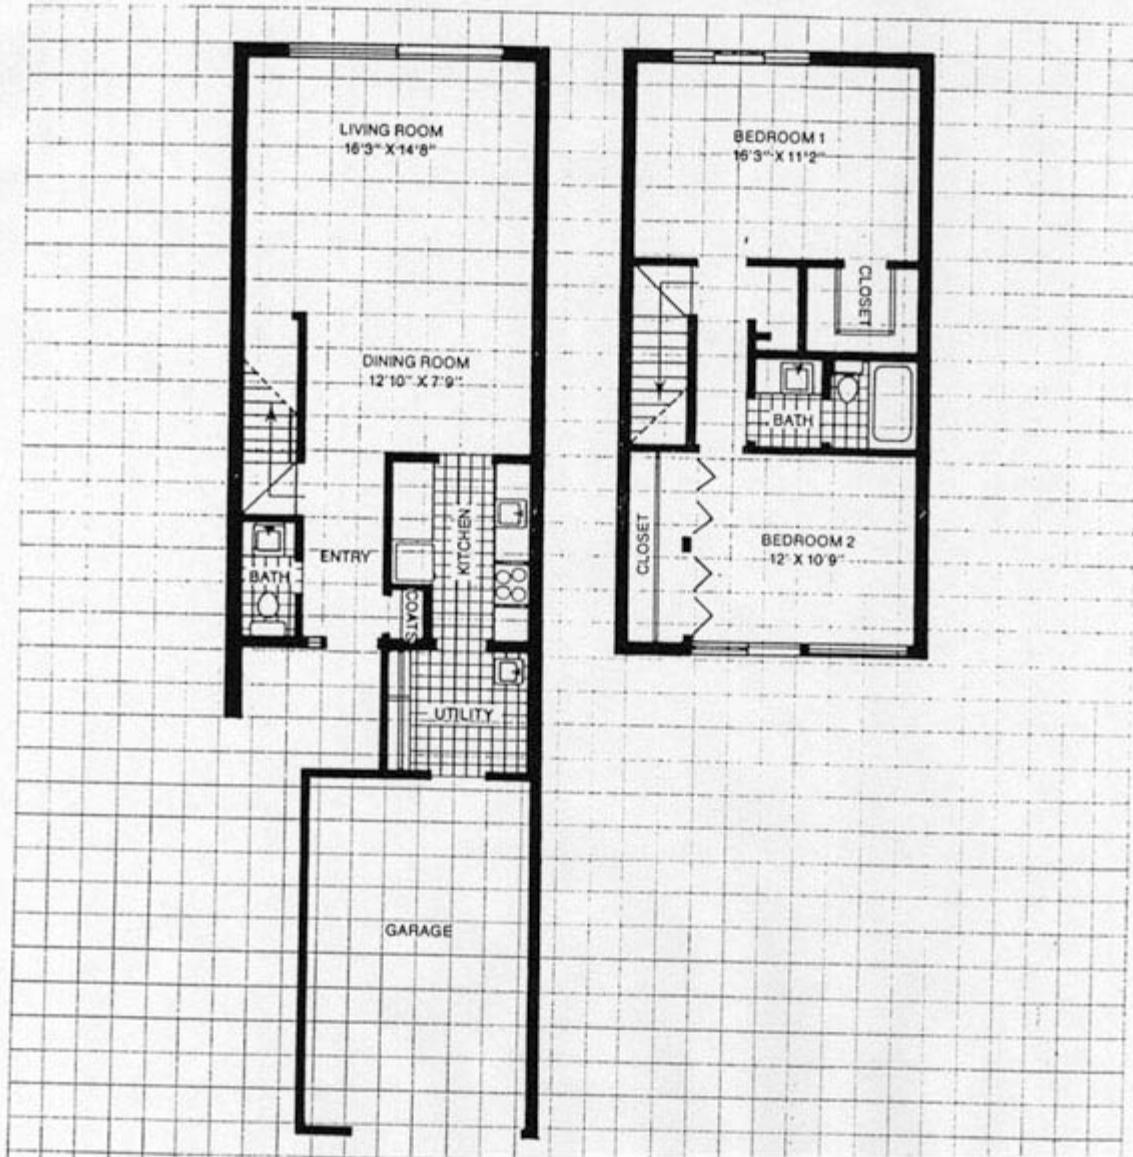 LIVING ROOM
16'3" X 14'8"
DINING ROOM
12'10" X 7'9"
KITCHEN
ENTRY
BATH
COATS
UTILITY
GARAGE
BEDROOM 1
16'3" X 11'2"
CLOSET
BATH
CLOSET
BEDROOM 2
12' X 10'9"